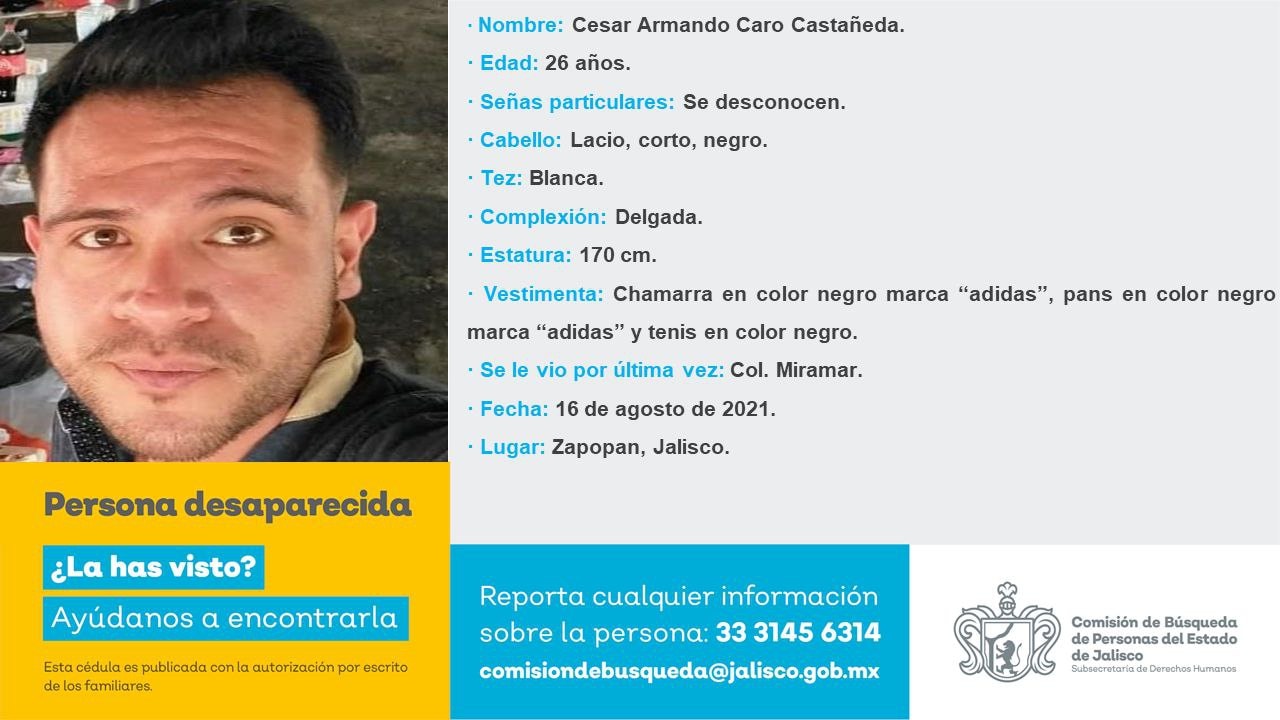 · Nombre: Cesar Armando Caro Castañeda.
· Edad: 26 años.
· Señas particulares: Se desconocen.
· Cabello: Lacio, corto, negro.
· Tez: Blanca.
· Complexión: Delgada.
· Estatura: 170 cm.
· Vestimenta: Chamarra en color negro marca “adidas”, pans en color negro
marca “adidas” y tenis en color negro.
· Se le vio por última vez: Col. Miramar.
· Fecha: 16 de agosto de 2021.
· Lugar: Zapopan, Jalisco.
Persona desaparecida
¿La has visto?
Ayúdanos a encontrarla
Esta cédula es publicada con la autorización por escrito
de los familiares.
Reporta cualquier información
sobre la persona: 33 3145 6314
comisiondebusqueda@jalisco.gob.mx
Comisión de Búsqueda
de Personas del Estado
de Jalisco
Subsecretaría de Derechos Humanos